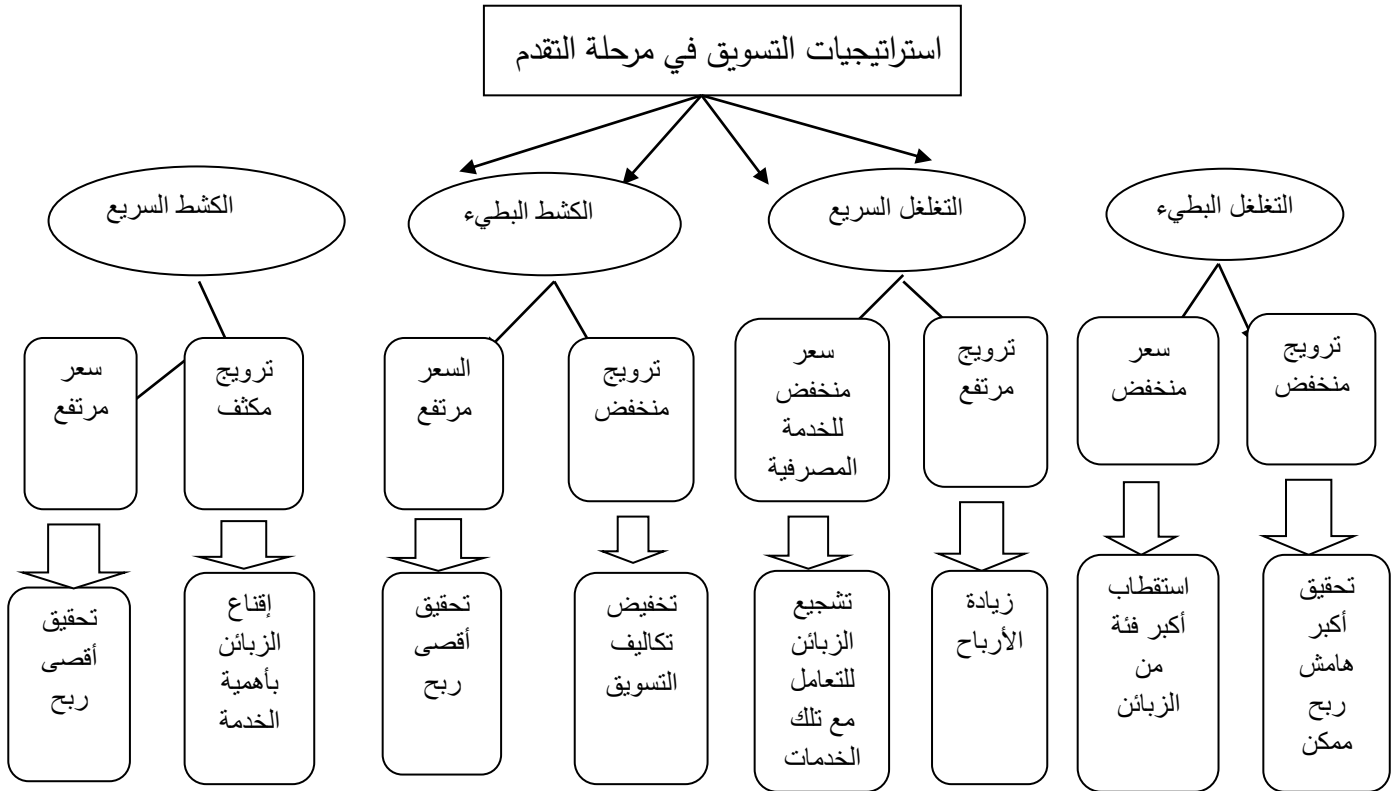 استراتيجيات التسويق في مرحلة التقدم
التغلغل البطيء
التغلغل السريع
الكشط البطيء
الكشط السريع
ترويج
منخفض
سعر
منخفض
ترويج
مرتفع
سعر
منخفض
للخدمة
المصرفية
ترويج
منخفض
السعر
مرتفع
ترويج
مكثف
سعر
مرتفع
تحقيق
أكبر
هامش
ربح
ممكن
استقطاب
أكبر فئة
من
الزبائن
زيادة
الأرباح
تشجيع
الزبائن
للتعامل
مع تلك
الخدمات
تخفيض
تكاليف
التسويق
تحقيق
أقصى
ربح
إقناع
الزبائن
بأهمية
الخدمة
تحقيق
أقصى
ربح